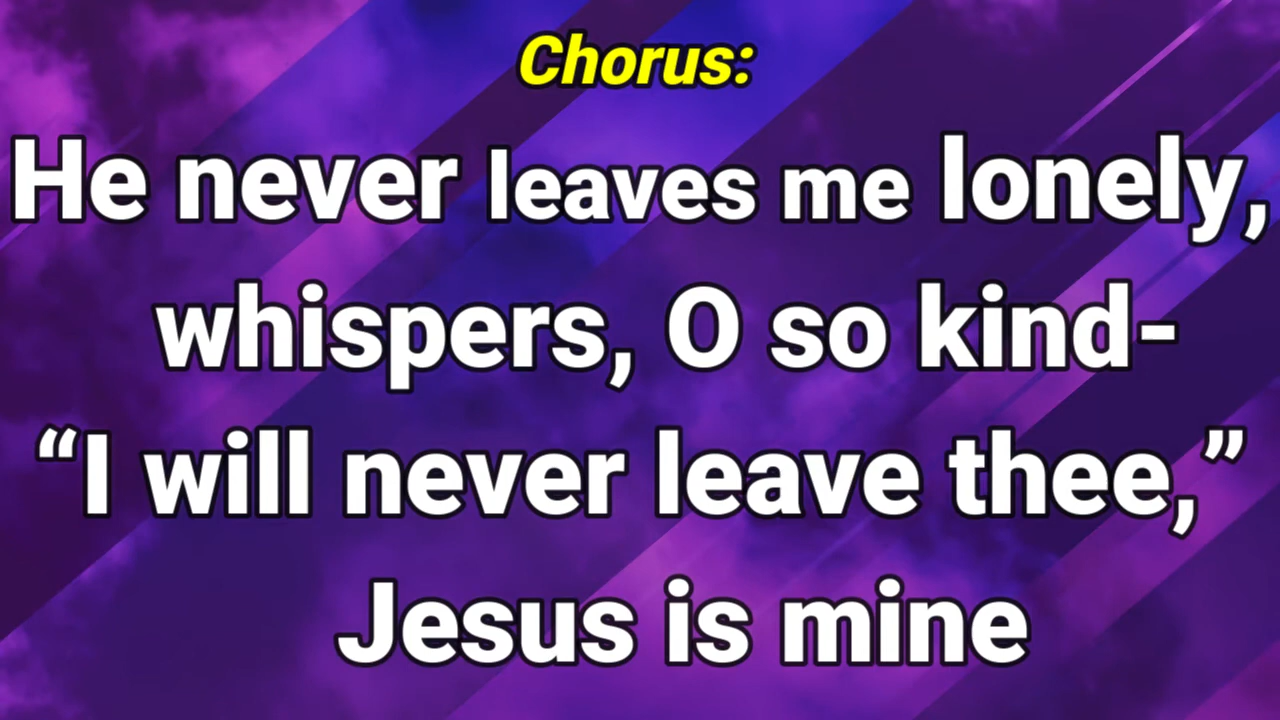 Chorus:
He never leaves me lonely,
whispers, O so kind-
“I will never leave thee,”
Jesus is mine